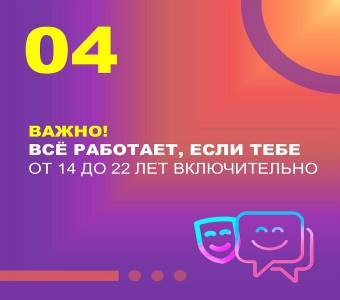 04
ВАЖНО!
ВСЁ РАБОТАЕТ, ЕСЛИ ТЕБЕ
ОТ 14 ДО 22 ЛЕТ ВКЛЮЧИТЕЛЬНО